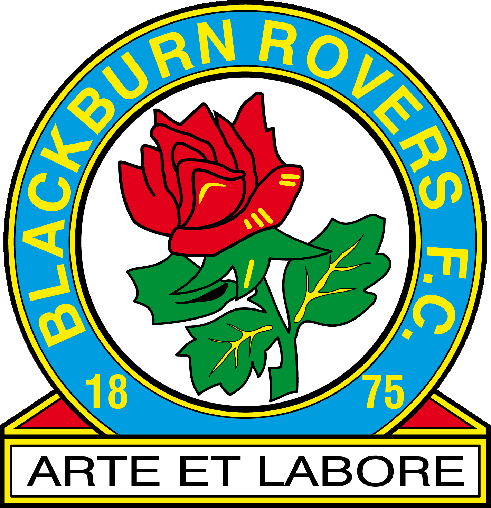 BLACKBURN ROVERS F.C.
18 75
ARTE ET LABORE